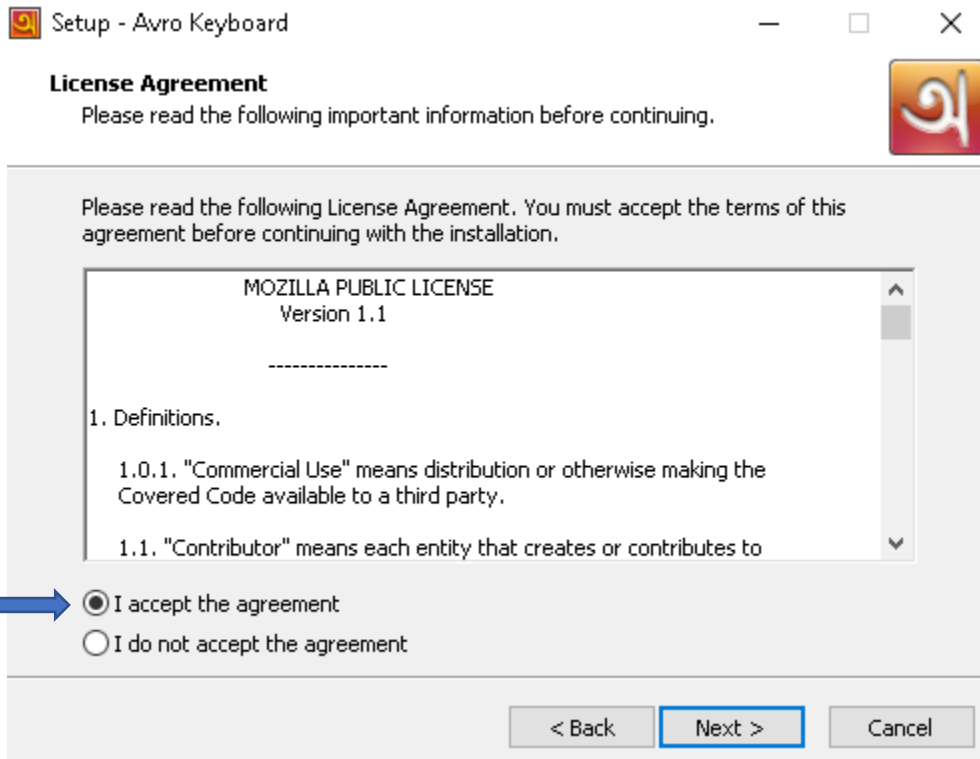 Setup - Avro Keyboard
License Agreement
Please read the following important information before continuing.
অ
Please read the following License Agreement. You must accept the terms of this
agreement before continuing with the installation.
MOZILLA PUBLIC LICENSE
Version 1.1
---------------
1. Definitions.
1.0.1. "Commercial Use" means distribution or otherwise making the
Covered Code available to a third party.
1.1. "Contributor" means each entity that creates or contributes to
I accept the agreement
I do not accept the agreement
< Back
Next >
Cancel